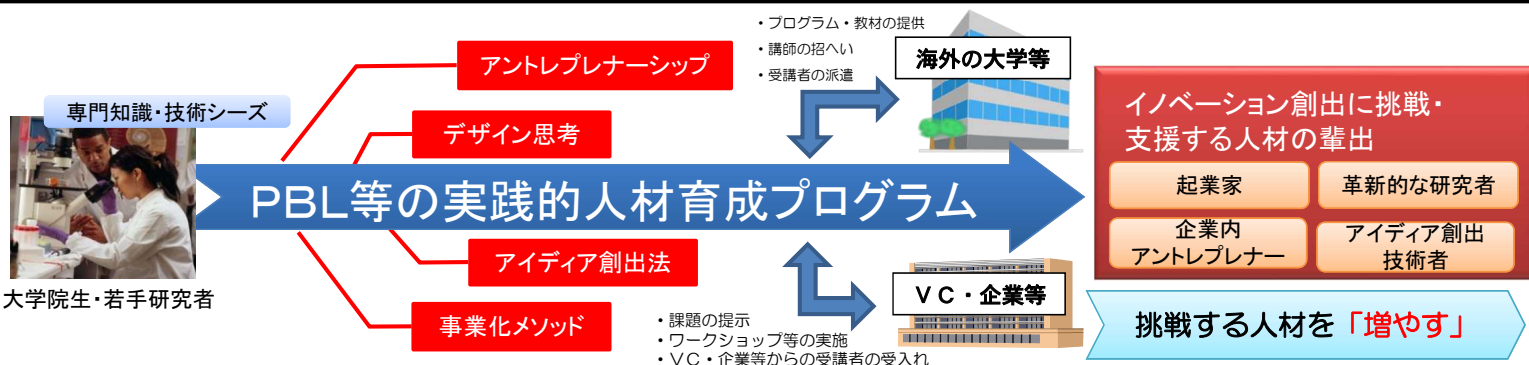 専門知識・技術シーズ
大学院生・若手研究者
アントレプレナーシップ
デザイン思考
PBL等の実践的人材育成プログラム
アイディア創出法
事業化メソッド
・プログラム・教材の提供
・講師の招へい
・受講者の派遣
海外の大学等
・課題の提示
・ワークショップ等の実施
・VC・企業等からの受講者の受入れ
VC・企業等
イノベーション創出に挑戦・
支援する人材の輩出
起業家
革新的な研究者
企業内
アントレプレナー
アイディア創出
技術者
挑戦する人材を「増やす」